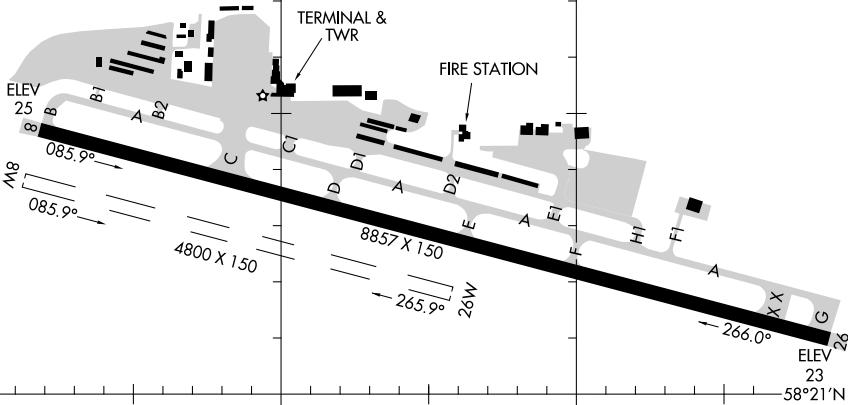 TERMINAL &
TWR
FIRE STATION
ELEV
25
B
B1
A
B2
8
085.9°
C
C1
D1
D
A
D2
E
A
E1
F
H1
F1
A
X X
G
8W
085.9°
4800 X 150
8857 X 150
265.9°
26W
266.0°
26
ELEV
23
58°21'N